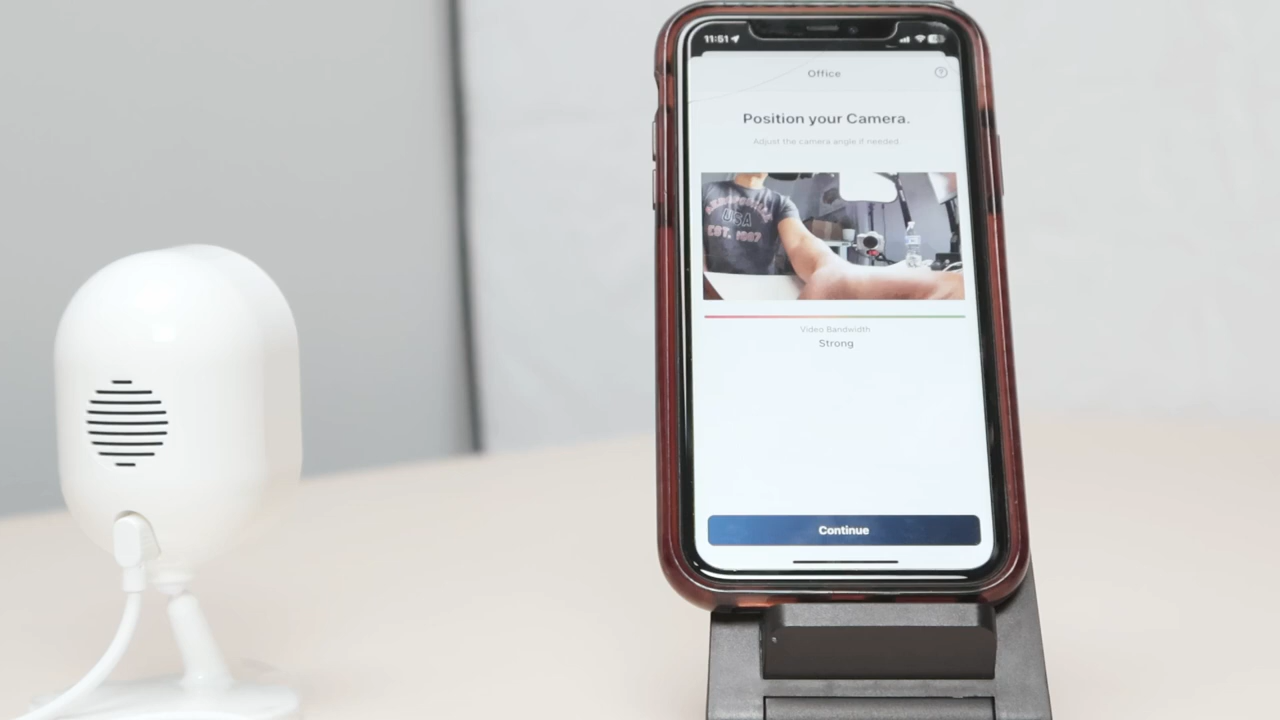 11:51
Office
?
Position your Camera.
Adjust the camera angle if needed.
AEROPOSTALE
USA
EST. 1987
Video Bandwidth
Strong
Continue